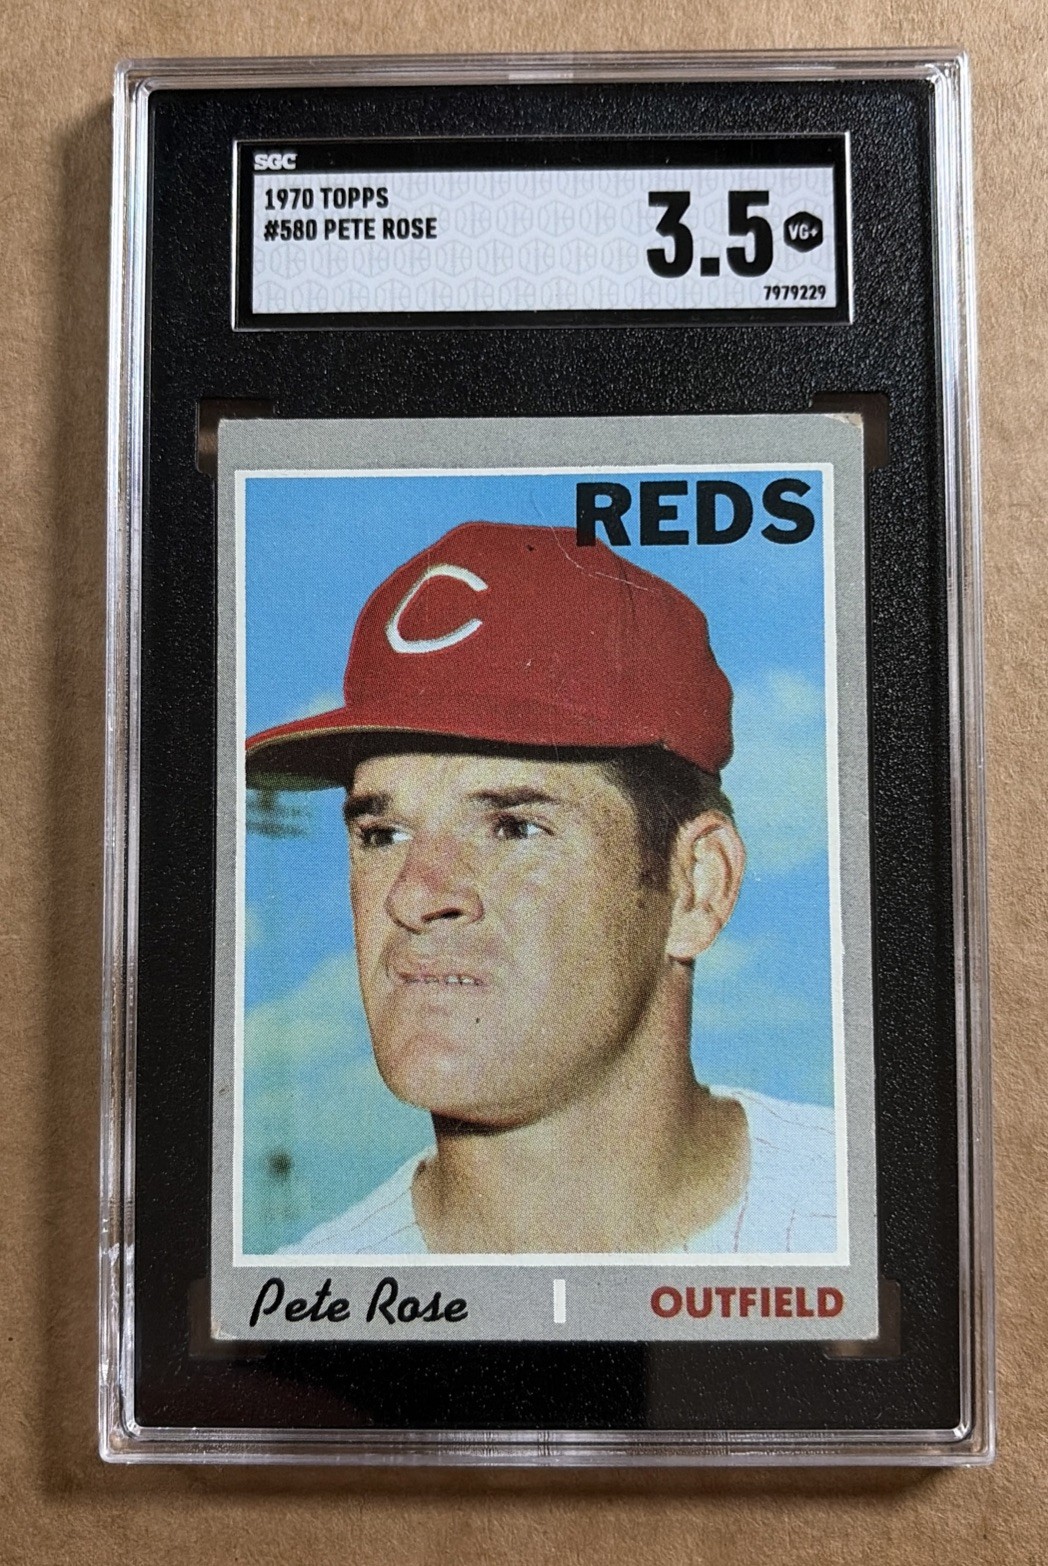 SGC
1970 TOPPS
#580 PETE ROSE
3.5
VG+
7979229
REDS
C
Pete Rose
OUTFIELD